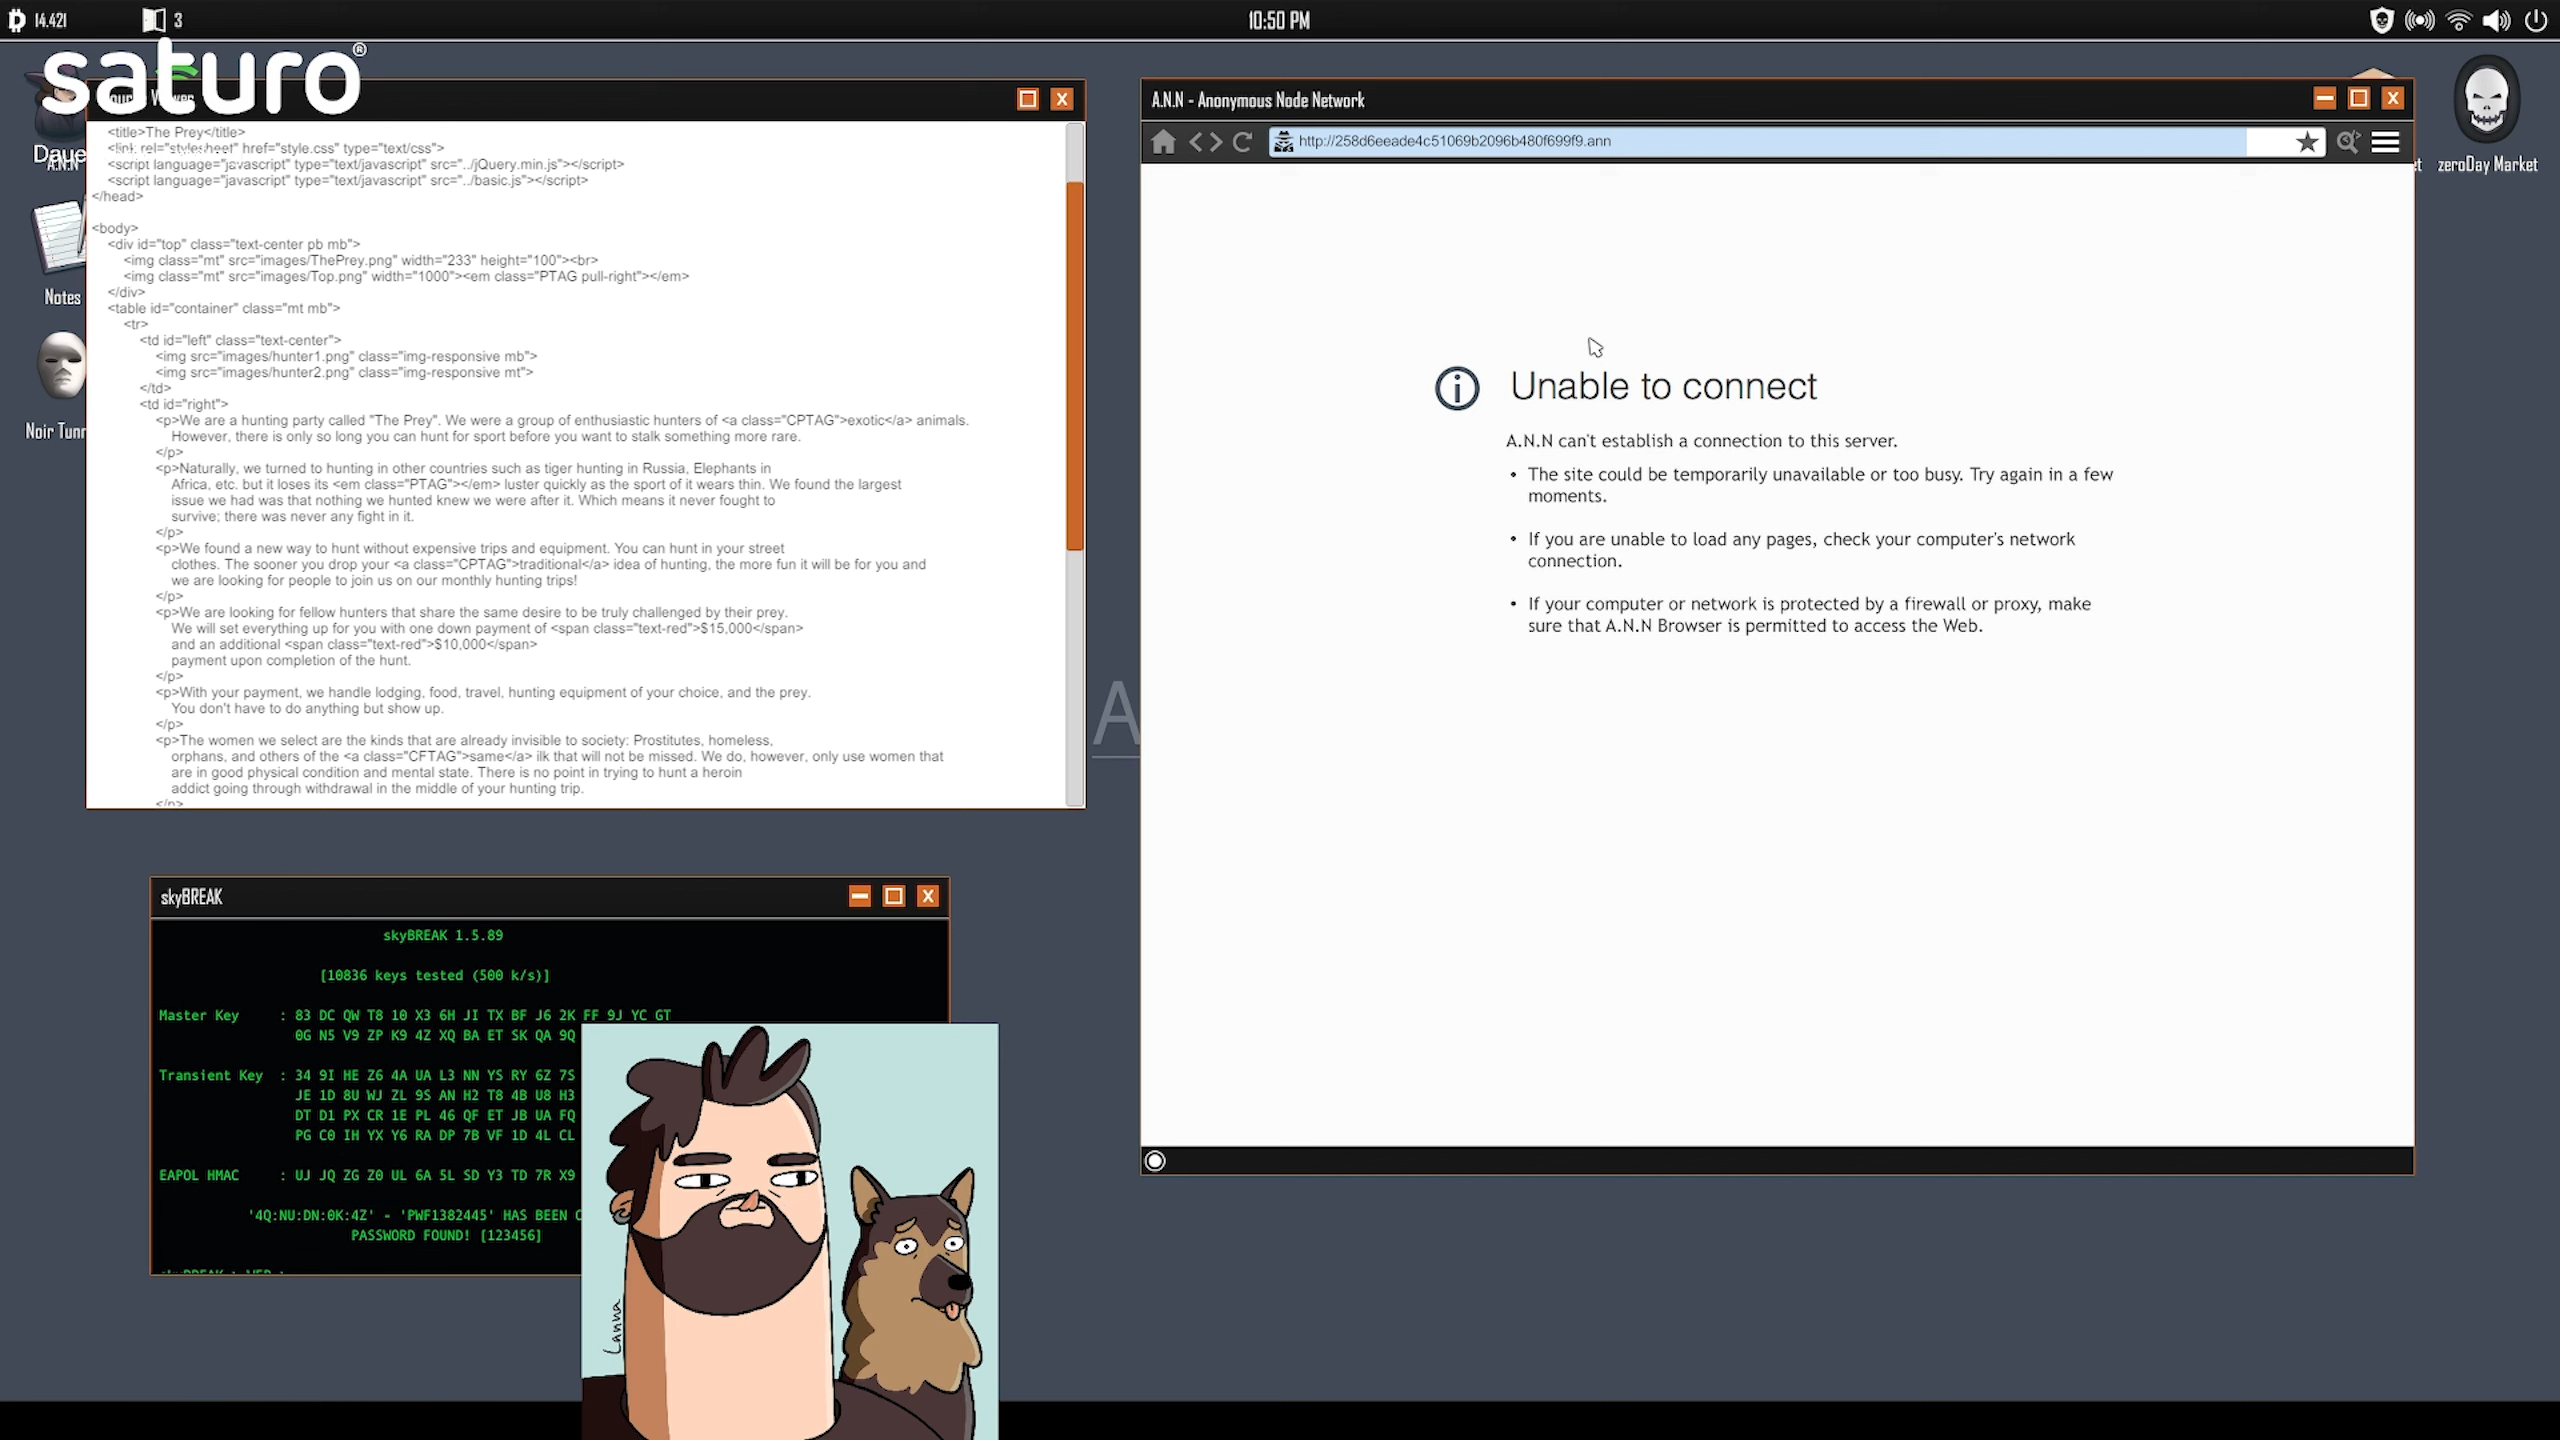 14.421
3
10:50 PM
saturo®
A.N.N
Notes
zeroDay Market
<title>The Prey</title>
<link rel="stylesheet" href="style.css" type="text/css">
<script language="javascript" type="text/javascript" src="../jQuery.min.js"></script>
<script language="javascript" type="text/javascript" src="../basic.js"></script>
</head>
<body>
<div id="top" class="text-center pb mb">
<img class="mt" src="images/ThePrey.png" width="233" height="100"><br>
<img class="mt" src="images/Top.png" width="1000"><em class="PTAG pull-right"></em>
</div>
<table id="container" class="mt mb">
<tr>
<td id="left" class="text-center">
<img src="images/hunter1.png" class="img-responsive mb">
<img src="images/hunter2.png" class="img-responsive mt">
</td>
<td id="right">
<p>We are a hunting party called "The Prey". We were a group of enthusiastic hunters of <a class="CPTAG">exotic</a> animals.
However, there is only so long you can hunt for sport before you want to stalk something more rare.
</p>
<p>Naturally, we turned to hunting in other countries such as tiger hunting in Russia, Elephants in
Africa, etc. but it loses its <em class="PTAG"></em> luster quickly as the sport of it wears thin. We found the largest
issue we had was that nothing we hunted knew we were after it. Which means it never fought to
survive; there was never any fight in it.
</p>
<p>We found a new way to hunt without expensive trips and equipment. You can hunt in your street
clothes. The sooner you drop your <a class="CPTAG">traditional</a> idea of hunting, the more fun it will be for you and
we are looking for people to join us on our monthly hunting trips!
</p>
<p>We are looking for fellow hunters that share the same desire to be truly challenged by their prey.
We will set everything up for you with one down payment of <span class="text-red">$15,000</span>
and an additional <span class="text-red">$10,000</span>
payment upon completion of the hunt.
</p>
<p>With your payment, we handle lodging, food, travel, hunting equipment of your choice, and the prey.
You don't have to do anything but show up.
</p>
<p>The women we select are the kinds that are already invisible to society: Prostitutes, homeless,
orphans, and others of the <a class="CFTAG">same</a> ilk that will not be missed. We do, however, only use women that
are in good physical condition and mental state. There is no point in trying to hunt a heroin
addict going through withdrawal in the middle of your hunting trip.
</p>
A.N.N - Anonymous Node Network
http://258d6eeade4c51069b2096b480f699f9.ann
Unable to connect
A.N.N can't establish a connection to this server.
• The site could be temporarily unavailable or too busy. Try again in a few
moments.
• If you are unable to load any pages, check your computer's network
connection.
• If your computer or network is protected by a firewall or proxy, make
sure that A.N.N Browser is permitted to access the Web.
skyBREAK
skyBREAK 1.5.89
[10836 keys tested (500 k/s)]
Master Key : 83 DC QW T8 10 X3 6H JI TX BF J6 2K FF 9J YC GT
0G N5 V9 ZP K9 4Z XQ BA ET SK QA 9Q
Transient Key : 34 9I HE Z6 4A UA L3 NN YS RY 6Z 7S
JE 1D 8U WJ ZL 9S AN H2 T8 4B U8 H3
DT D1 PX CR 1E PL 46 QF ET JB UA FQ
PG C0 IH YX Y6 RA DP 7B VF 1D 4L CL
EAPOL HMAC : UJ JQ ZG Z0 UL 6A 5L SD Y3 TD 7R X9
'4Q:NU:DN:0K:4Z' - 'PWF1382445' HAS BEEN
PASSWORD FOUND! [123456]
Lanna